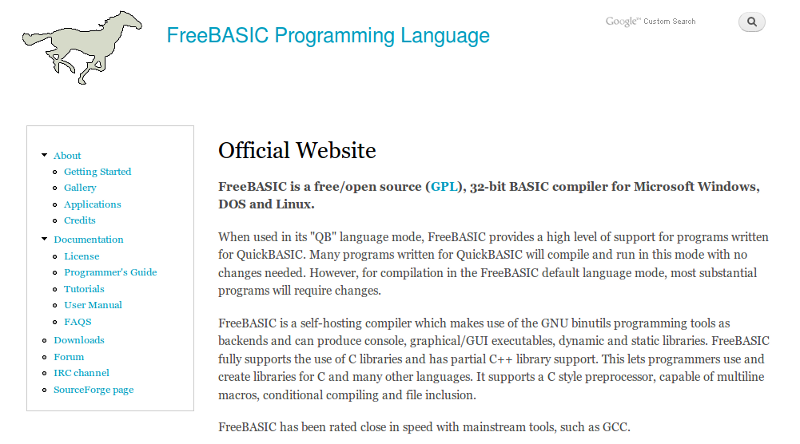 FreeBASIC Programming Language
Google™ Custom Search
About
Getting Started
Gallery
Applications
Credits
Documentation
License
Programmer's Guide
Tutorials
User Manual
FAQS
Downloads
Forum
IRC channel
SourceForge page
Official Website
FreeBASIC is a free/open source (GPL), 32-bit BASIC compiler for Microsoft Windows,
DOS and Linux.
When used in its "QB" language mode, FreeBASIC provides a high level of support for programs written
for QuickBASIC. Many programs written for QuickBASIC will compile and run in this mode with no
changes needed. However, for compilation in the FreeBASIC default language mode, most substantial
programs will require changes.
FreeBASIC is a self-hosting compiler which makes use of the GNU binutils programming tools as
backends and can produce console, graphical/GUI executables, dynamic and static libraries. FreeBASIC
fully supports the use of C libraries and has partial C++ library support. This lets programmers use and
create libraries for C and many other languages. It supports a C style preprocessor, capable of multiline
macros, conditional compiling and file inclusion.
FreeBASIC has been rated close in speed with mainstream tools, such as GCC.